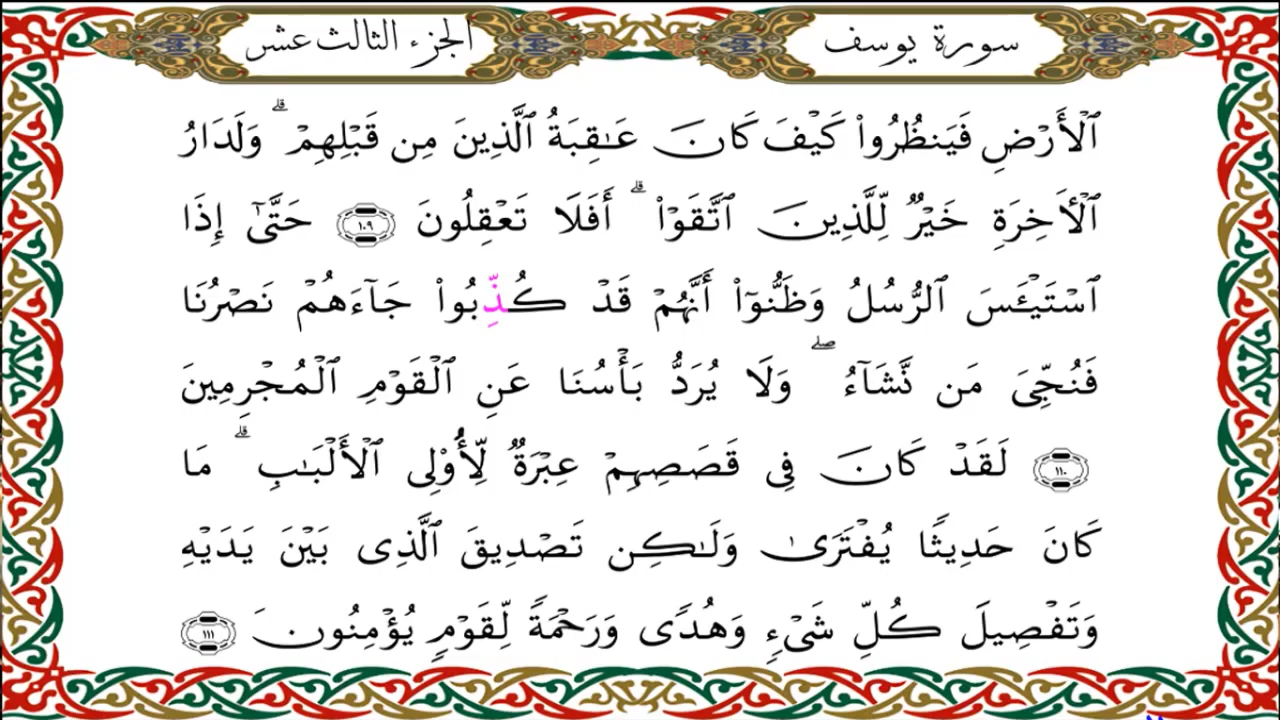 سورة يوسف
الجزء الثالث عشر
ٱلْأَرْضِ فَيَنظُرُوا۟ كَيْفَ كَانَ عَـٰقِبَةُ ٱلَّذِينَ مِن قَبْلِهِمْ ۗ وَلَدَارُ
ٱلْـَٔاخِرَةِ خَيْرٌ لِّلَّذِينَ ٱتَّقَوْا۟ ۗ أَفَلَا تَعْقِلُونَ ١٠٩ حَتَّىٰٓ إِذَا
ٱسْتَيْـَٔسَ ٱلرُّسُلُ وَظَنُّوٓا۟ أَنَّهُمْ قَدْ كُذِّبُوا۟ جَآءَهُمْ نَصْرُنَا
فَنُجِّىَ مَن نَّشَآءُ ۖ وَلَا يُرَدُّ بَأْسُنَا عَنِ ٱلْقَوْمِ ٱلْمُجْرِمِينَ
١١٠ لَقَدْ كَانَ فِى قَصَصِهِمْ عِبْرَةٌ لِّأُو۟لِى ٱلْأَلْبَـٰبِ ۗ مَا
كَانَ حَدِيثًا يُفْتَرَىٰ وَلَـٰكِن تَصْدِيقَ ٱلَّذِى بَيْنَ يَدَيْهِ
وَتَفْصِيلَ كُلِّ شَىْءٍ وَهُدًى وَرَحْمَةً لِّقَوْمٍ يُؤْمِنُونَ ١١١